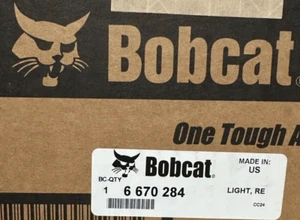 Bobcat
One Tough A
Bobcat
MADE IN:
US
BC-QTY
1 6 670 284
LIGHT, RE
CC24